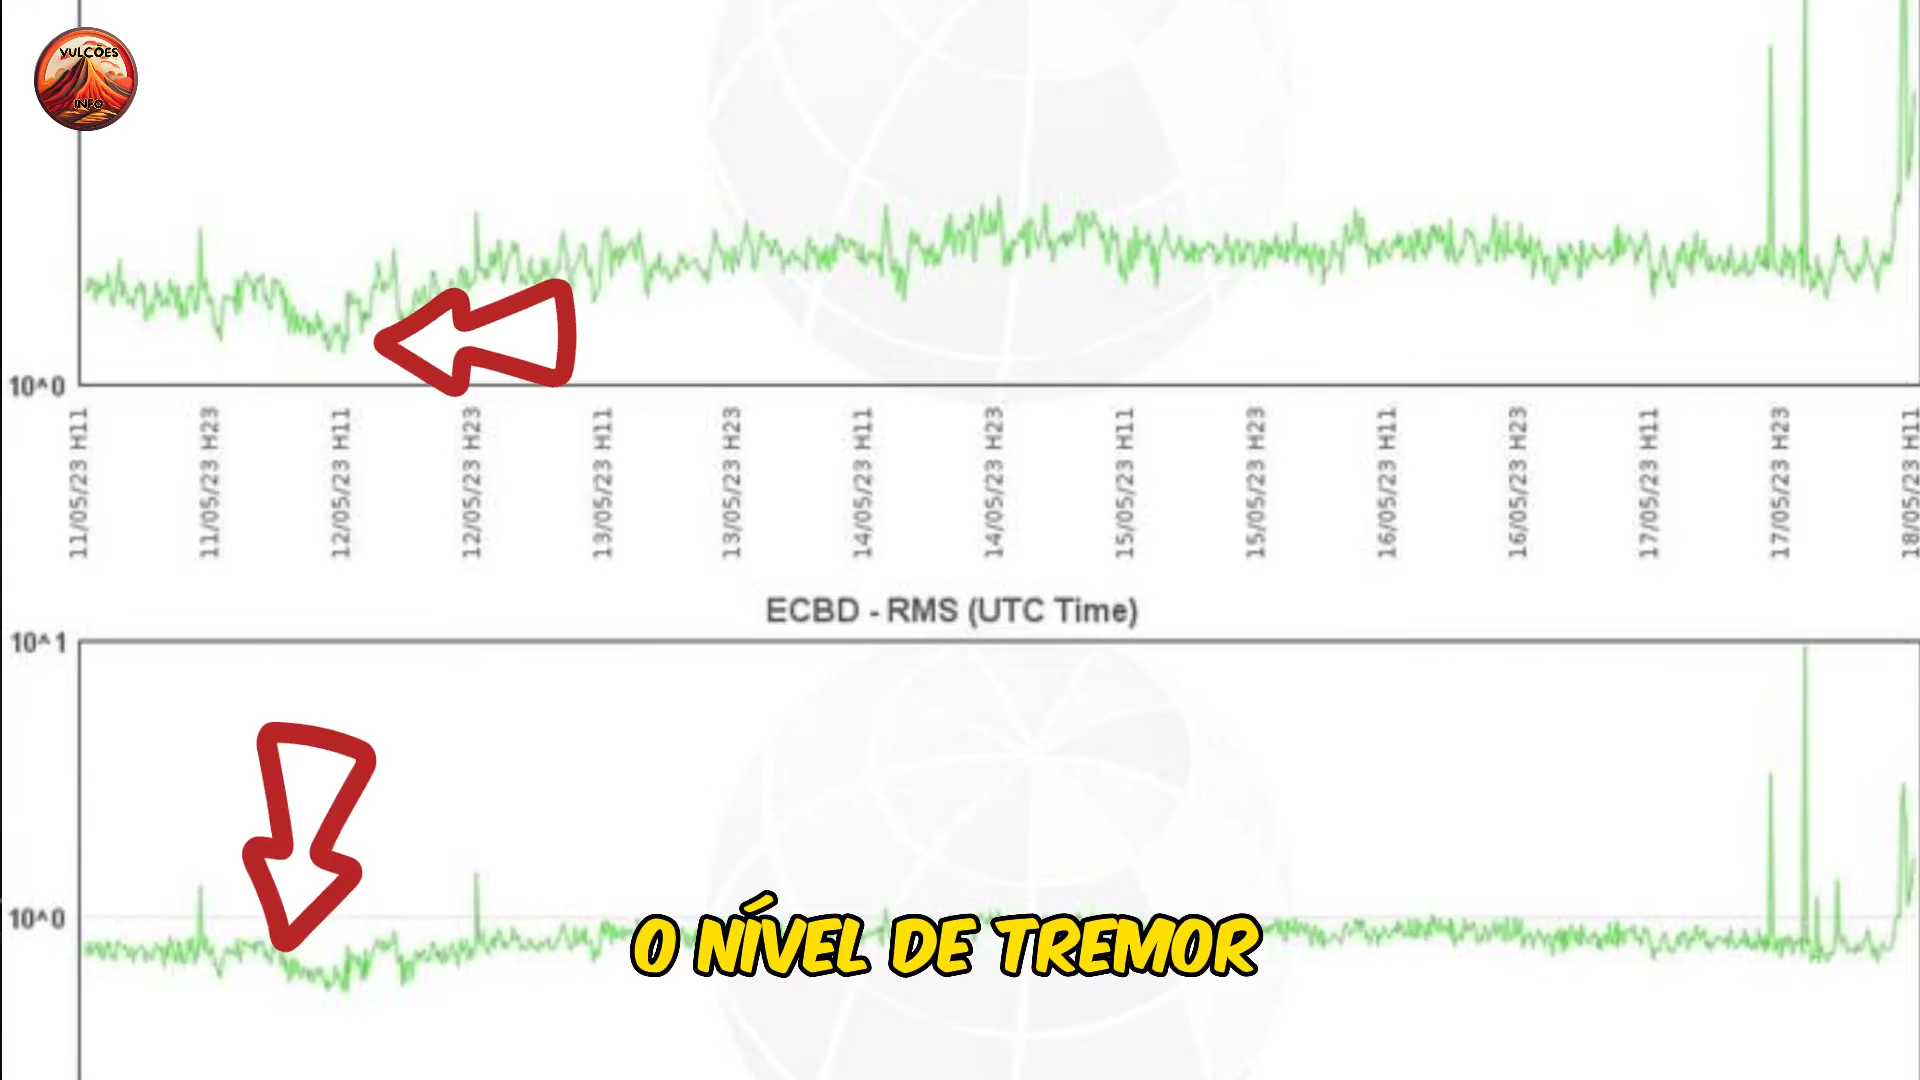 VULCÕES
INFO
10^0
11/05/23 H11
11/05/23 H23
12/05/23 H11
12/05/23 H23
13/05/23 H11
13/05/23 H23
14/05/23 H11
14/05/23 H23
15/05/23 H11
15/05/23 H23
16/05/23 H11
16/05/23 H23
17/05/23 H11
17/05/23 H23
18/05/23 H11
ECBD - RMS (UTC Time)
10^1
10^0
O NÍVEL DE TREMOR